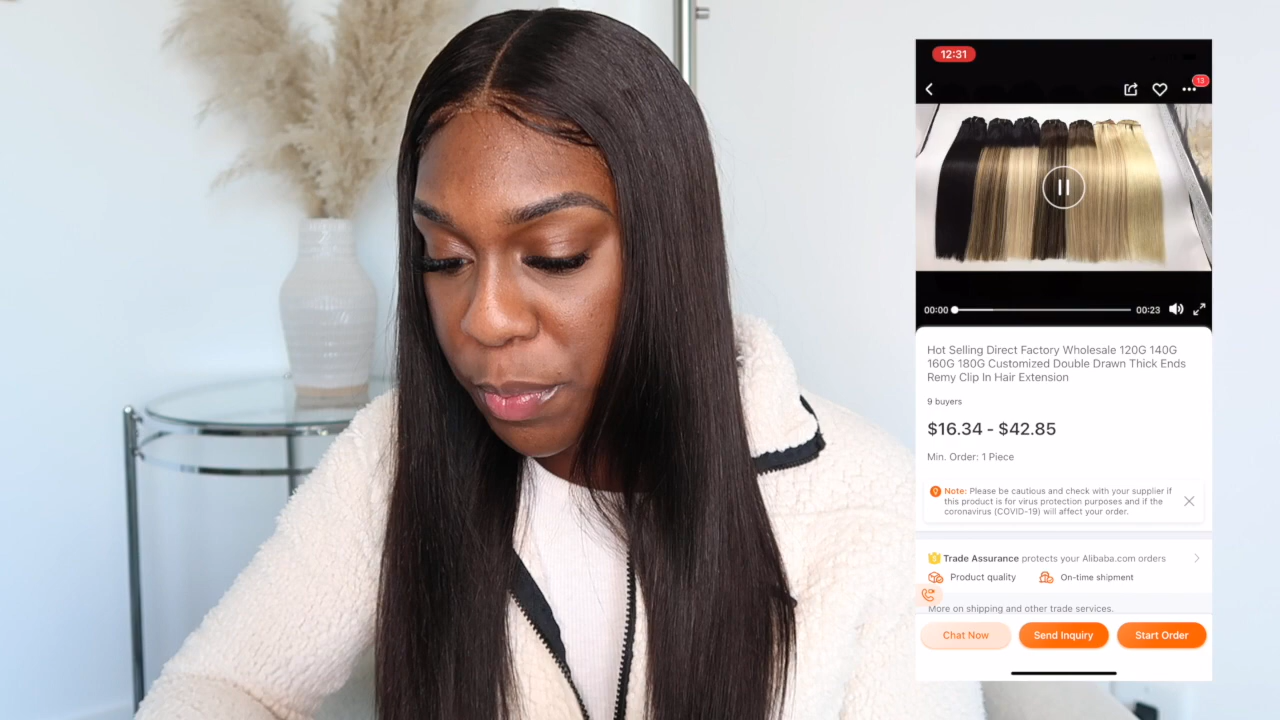 12:31
13
00:00
00:23
Hot Selling Direct Factory Wholesale 120G 140G
160G 180G Customized Double Drawn Thick Ends
Remy Clip In Hair Extension
9 buyers
$16.34 - $42.85
Min. Order: 1 Piece
Note: Please be cautious and check with your supplier if
this product is for virus protection purposes and if the
coronavirus (COVID-19) will affect your order.
Trade Assurance protects your Alibaba.com orders
Product quality
On-time shipment
More on shipping and other trade services.
Chat Now
Send Inquiry
Start Order